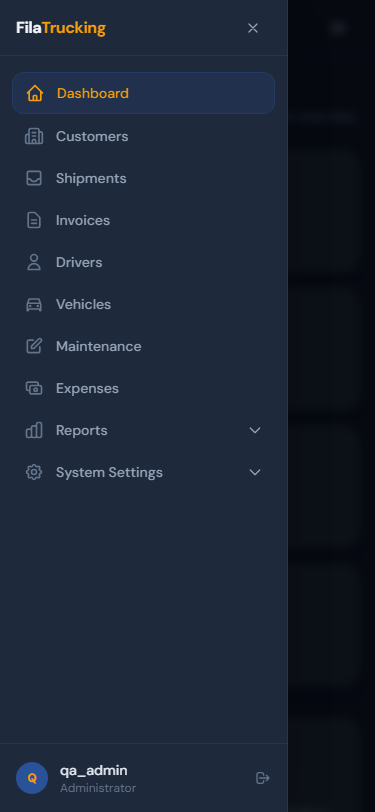 FilaTrucking
Dashboard
Customers
Shipments
Invoices
Drivers
Vehicles
Maintenance
Expenses
Reports
System Settings
Q
qa_admin
Administrator